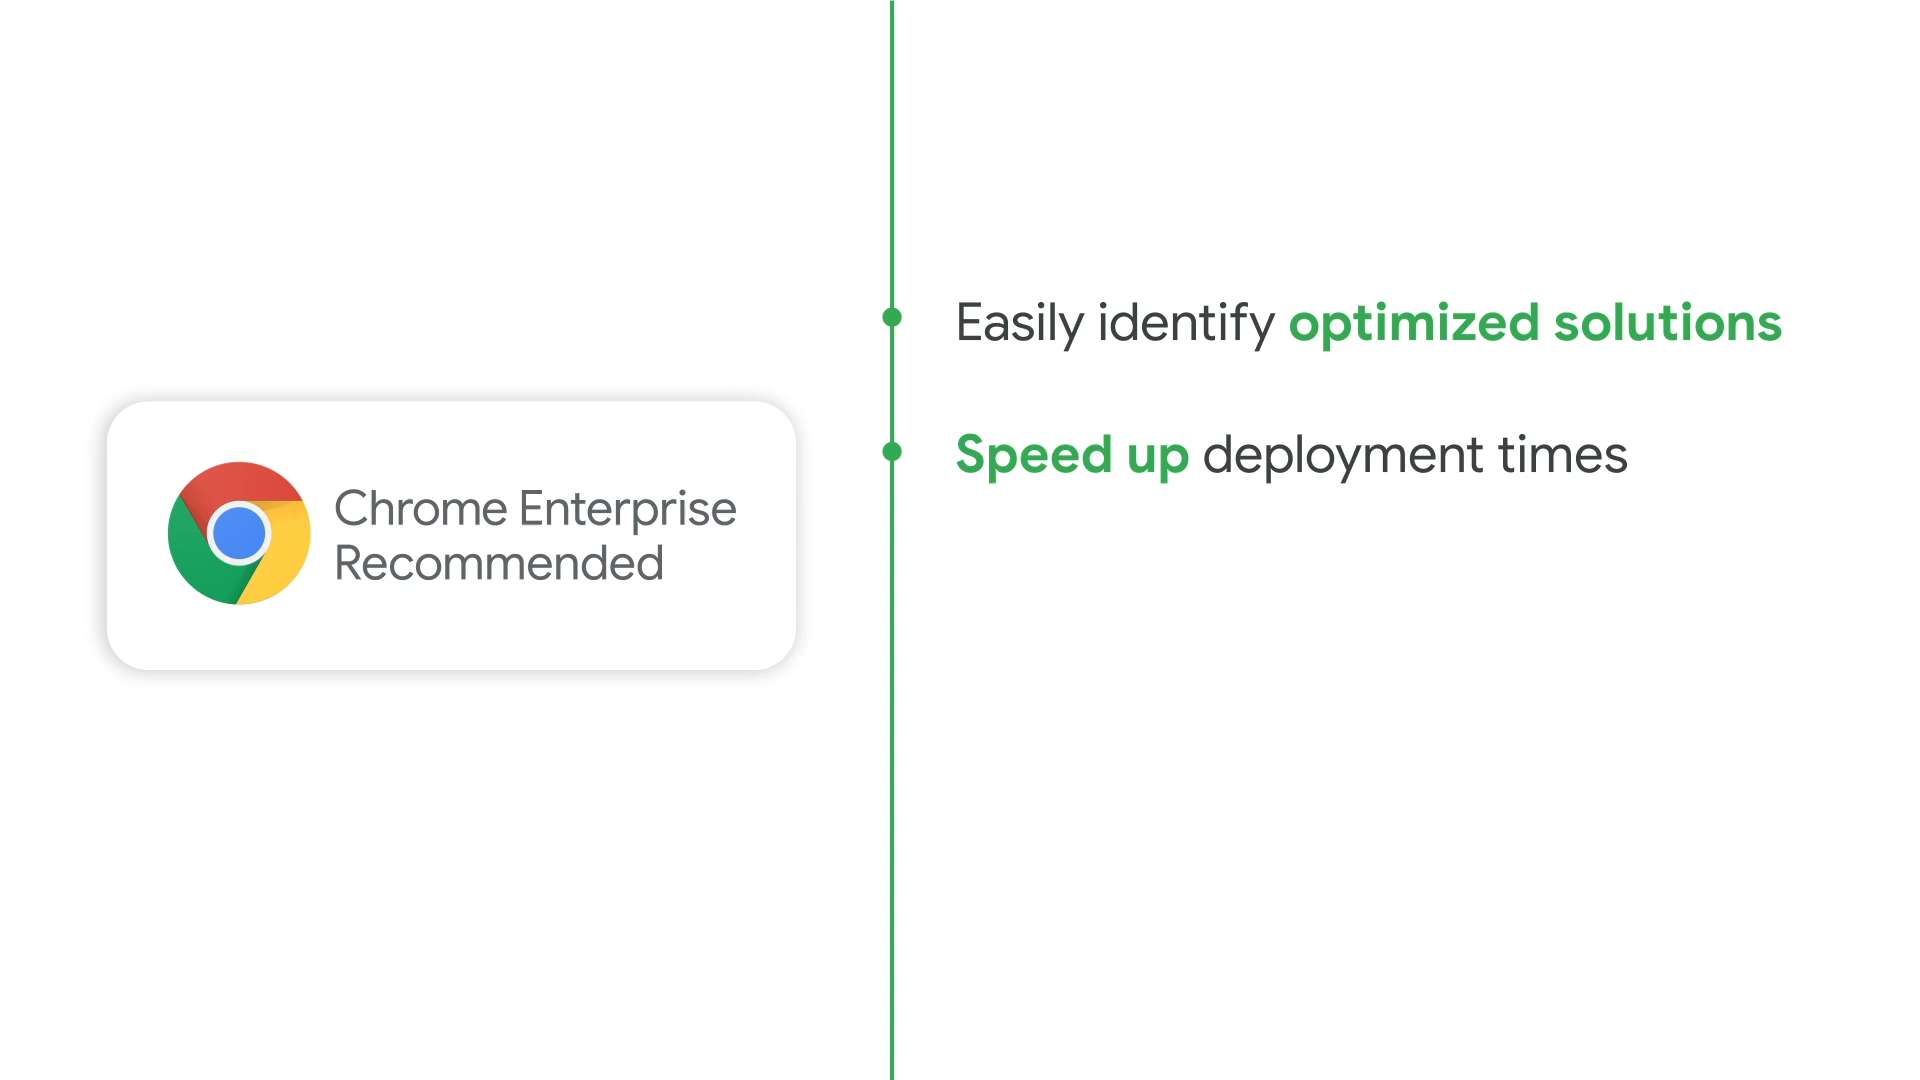 Chrome Enterprise
Recommended
Easily identify optimized solutions
Speed up deployment times